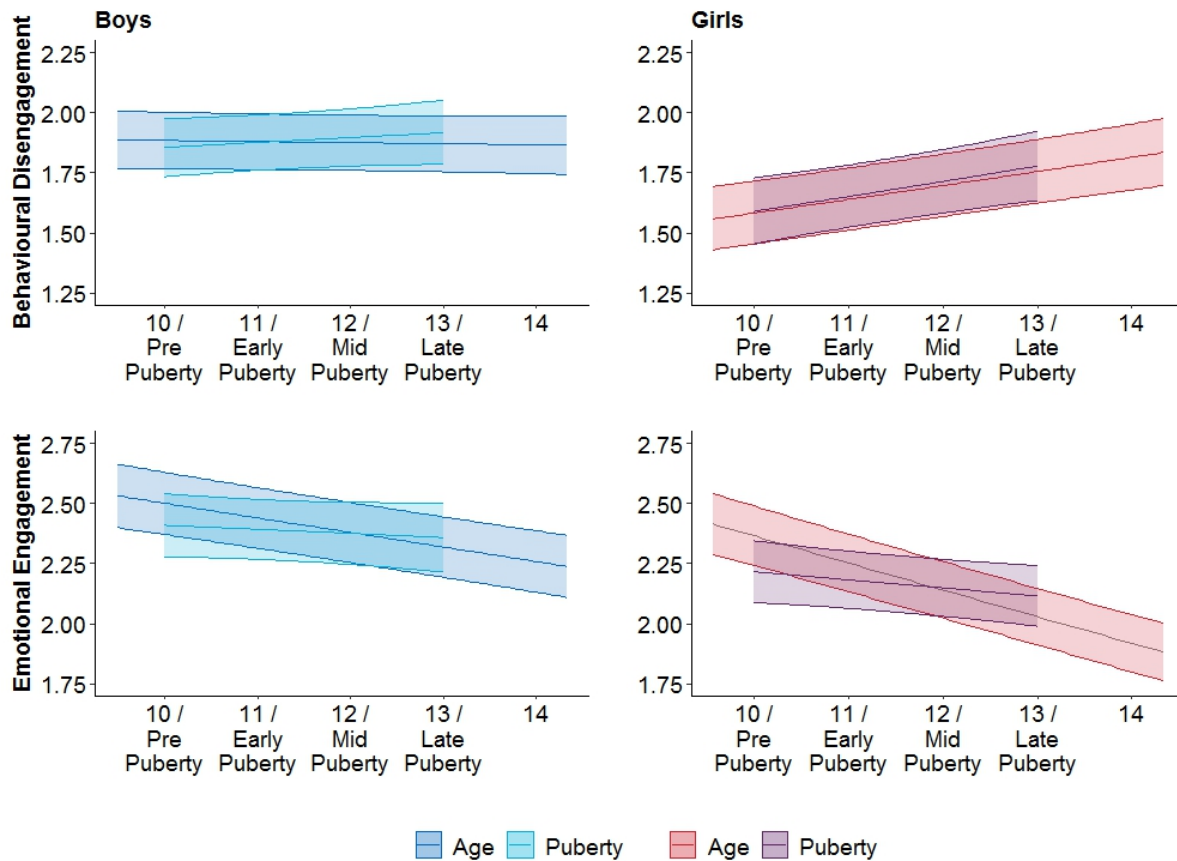 Boys
Girls
Behavioural Disengagement
2.25
2.00
1.75
1.50
1.25
10 /
Pre
Puberty
11 /
Early
Puberty
12 /
Mid
Puberty
13 /
Late
Puberty
14
2.25
2.00
1.75
1.50
1.25
10 /
Pre
Puberty
11 /
Early
Puberty
12 /
Mid
Puberty
13 /
Late
Puberty
14
Emotional Engagement
2.75
2.50
2.25
2.00
1.75
10 /
Pre
Puberty
11 /
Early
Puberty
12 /
Mid
Puberty
13 /
Late
Puberty
14
2.75
2.50
2.25
2.00
1.75
10 /
Pre
Puberty
11 /
Early
Puberty
12 /
Mid
Puberty
13 /
Late
Puberty
14
Age Puberty Age Puberty